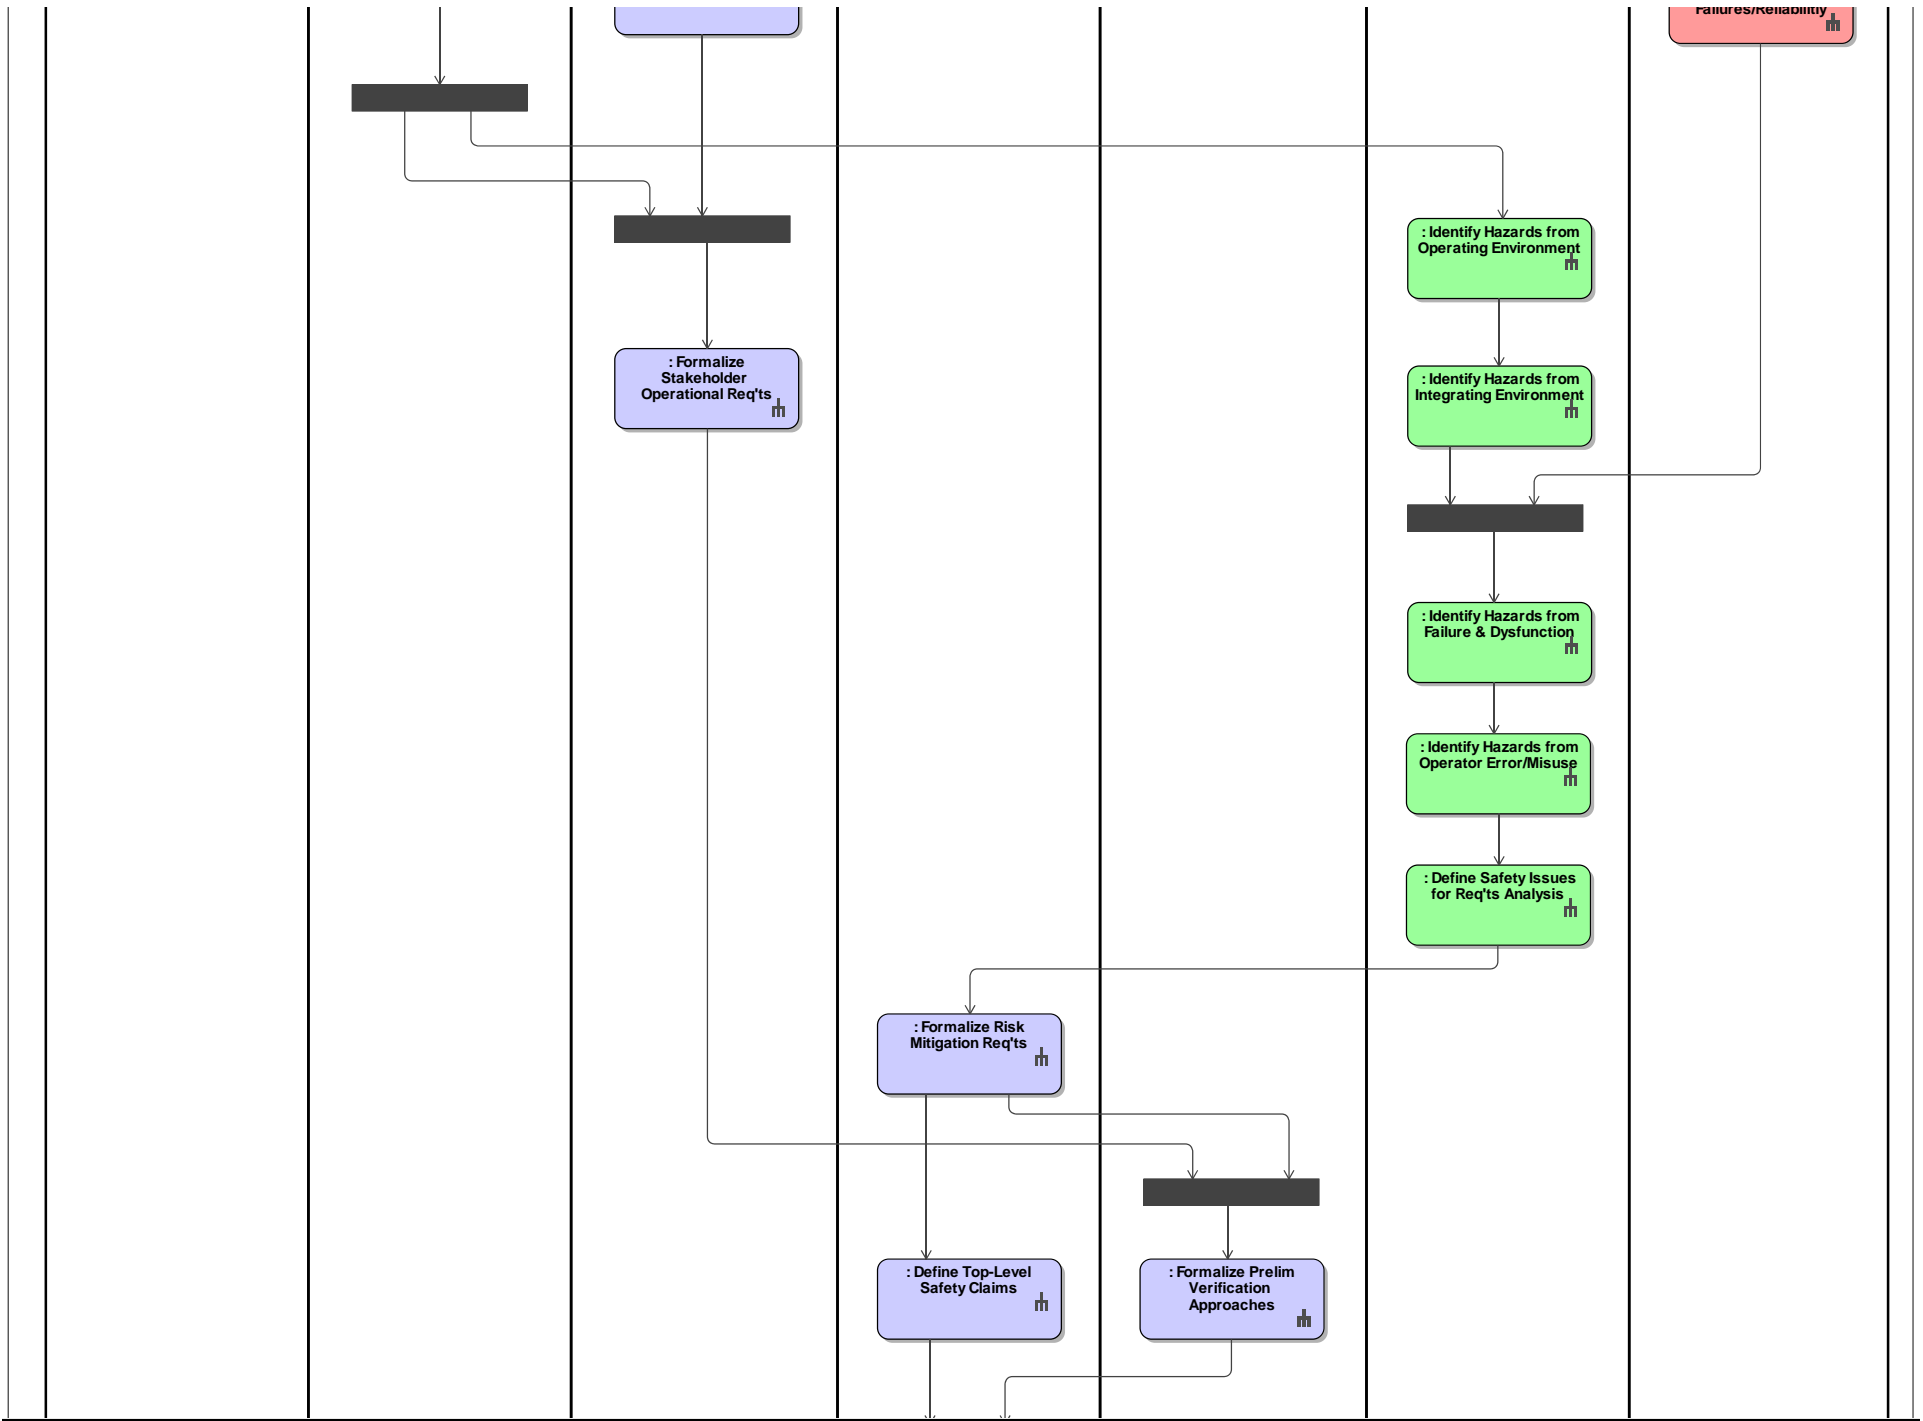 Failures/Reliabilitiy
: Identify Hazards from
Operating Environment
: Formalize
Stakeholder
Operational Req'ts
: Identify Hazards from
Integrating Environment
: Identify Hazards from
Failure & Dysfunction
: Identify Hazards from
Operator Error/Misuse
: Define Safety Issues
for Req'ts Analysis
: Formalize Risk
Mitigation Req'ts
: Define Top-Level
Safety Claims
: Formalize Prelim
Verification
Approaches